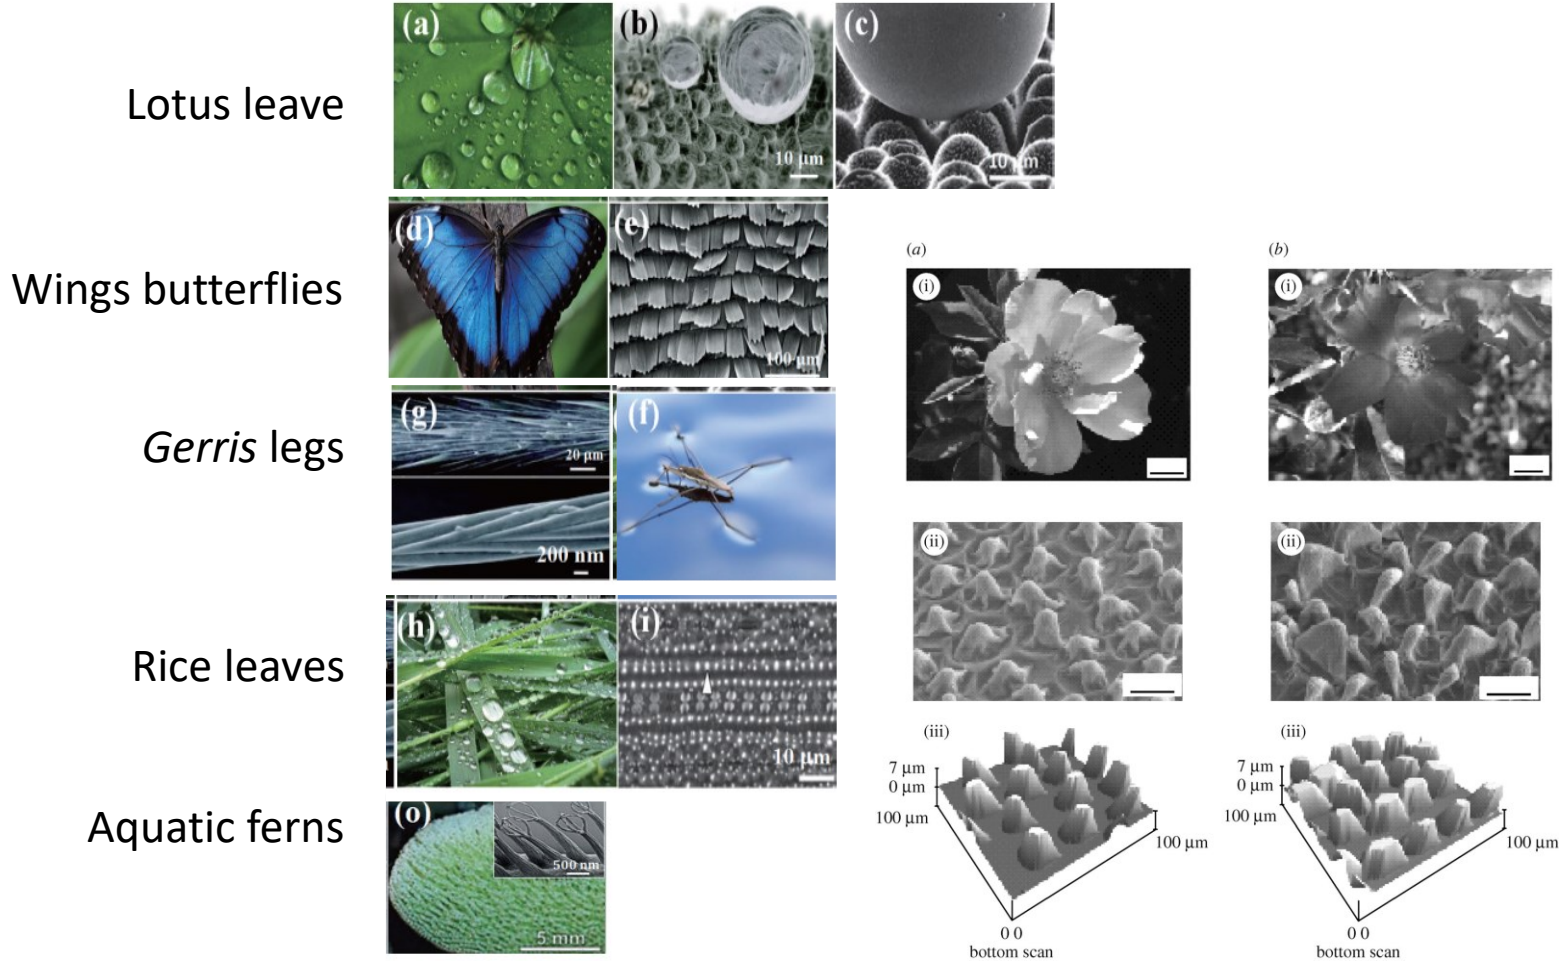 Lotus leave
(a)
(b)
10 µm
(c)
10 µm
Wings butterflies
(d)
(e)
100 µm
Gerris legs
(g)
20 µm
200 nm
(f)
Rice leaves
(h)
(i)
10 µm
Aquatic ferns
(o)
500 nm
5 mm
(a)
(i)
(ii)
(iii)
7 µm
0 µm
100 µm
100 µm
0 0
bottom scan
(b)
(i)
(ii)
(iii)
7 µm
0 µm
100 µm
100 µm
0 0
bottom scan